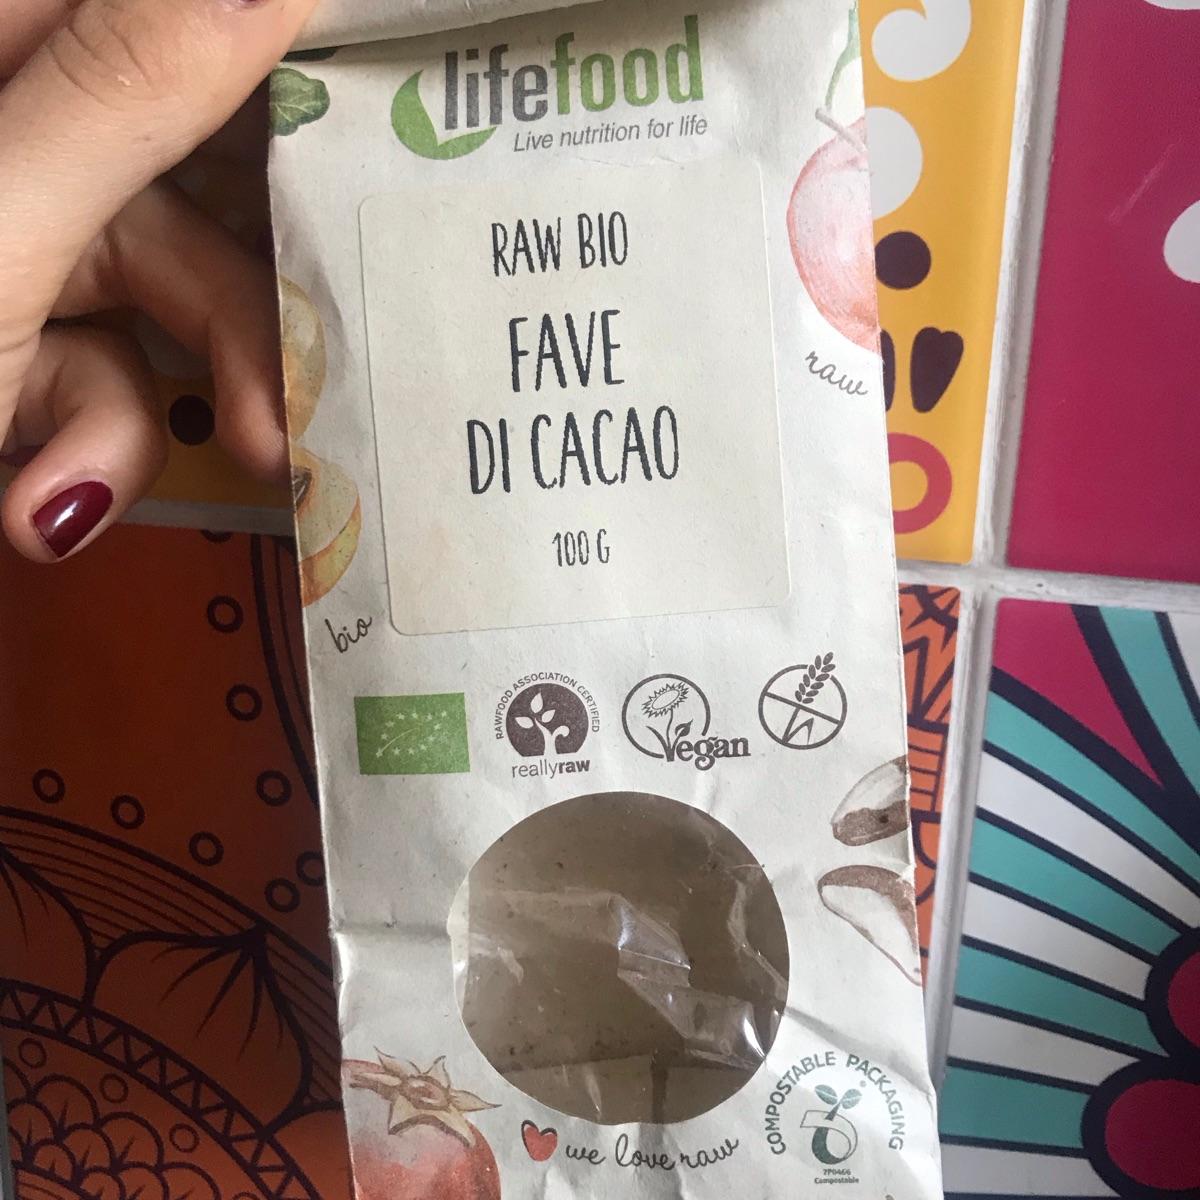 lifefood
Live nutrition for life
RAW BIO
FAVE
DI CACAO
100 G
raw
bio
RAWFOOD ASSOCIATION CERTIFIED
reallyraw
Vegan
COMPOSTABLE PACKAGING
7P0466
Compostable
we love raw